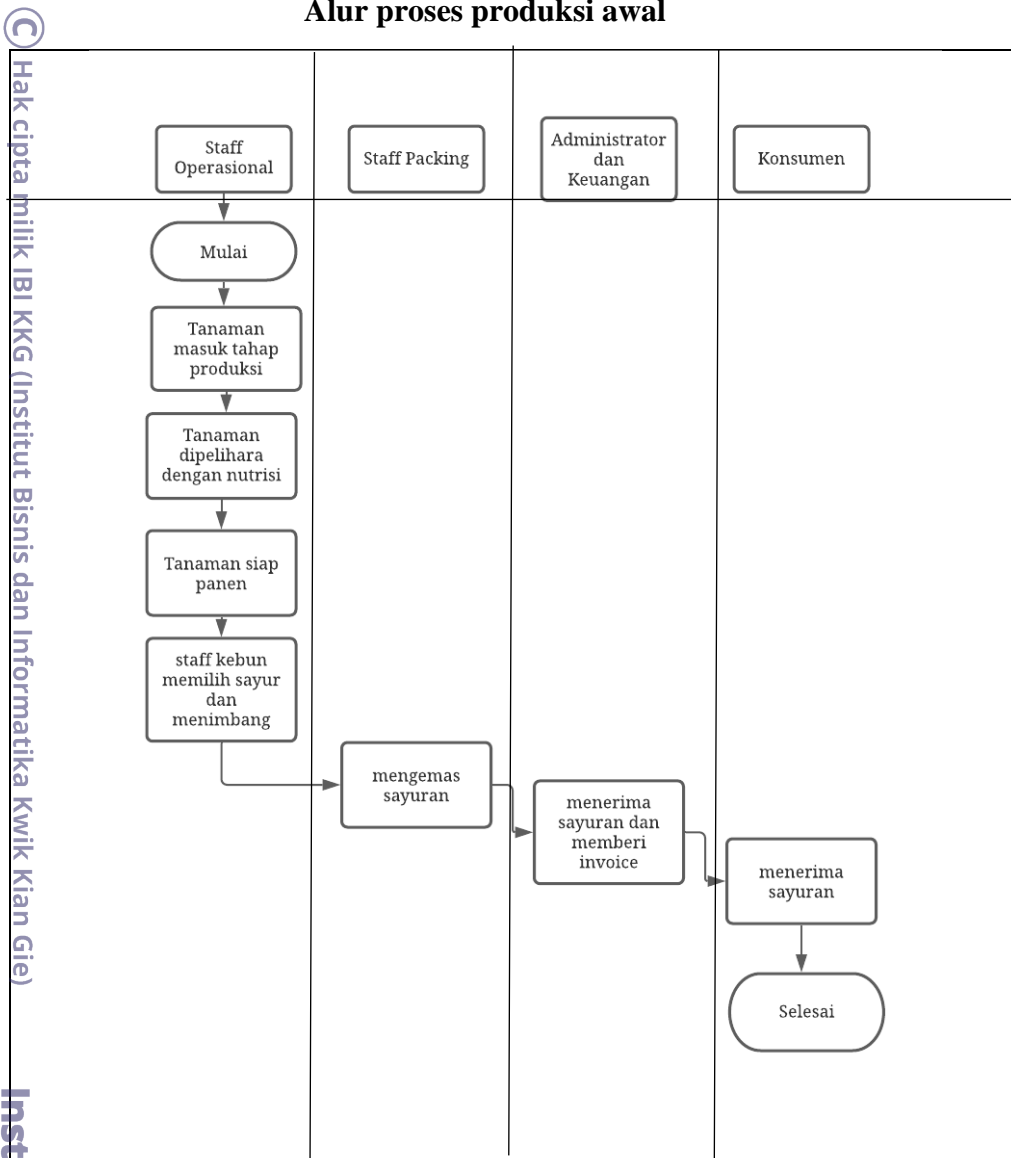 Alur proses produksi awal
© Hak cipta milik IBI KKG (Institut Bisnis dan Informatika Kwik Kian Gie)
Staff
Operasional
Staff Packing
Administrator
dan
Keuangan
Konsumen
Mulai
Tanaman
masuk tahap
produksi
Tanaman
dipelihara
dengan nutrisi
Tanaman siap
panen
staff kebun
memilih sayur
dan
menimbang
mengemas
sayuran
menerima
sayuran dan
memberi
invoice
menerima
sayuran
Selesai
Inst